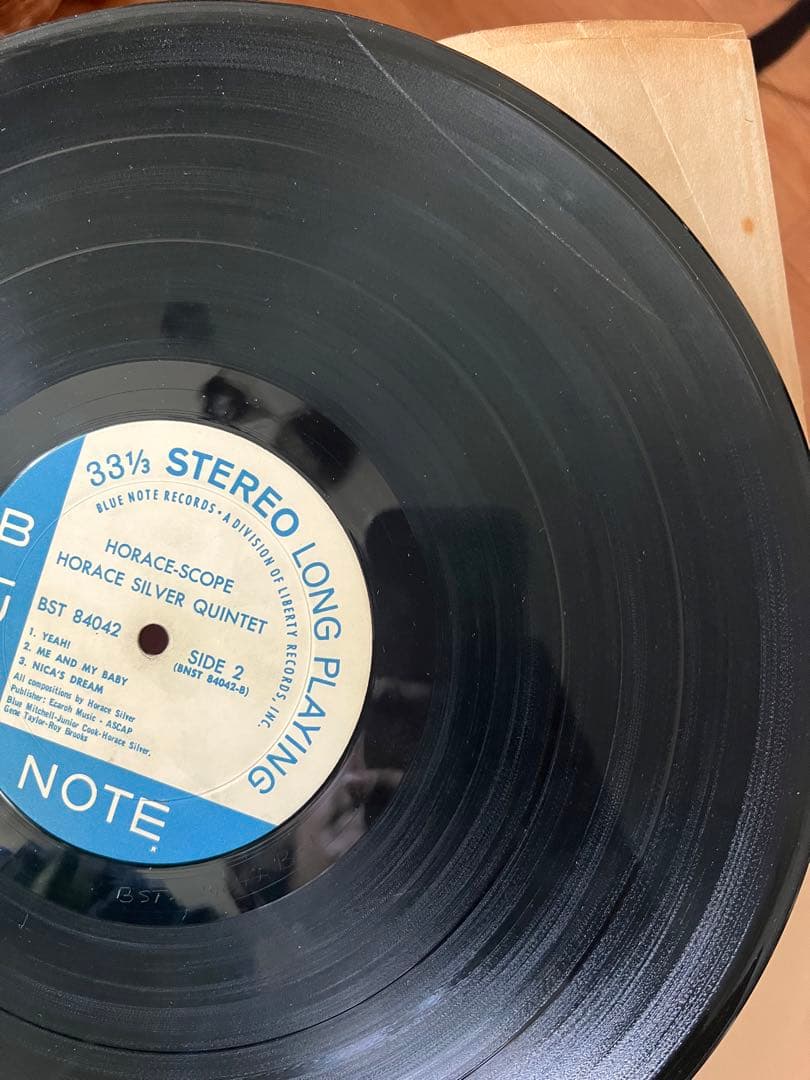 33⅓ STEREO LONG PLAYING
BLUE NOTE RECORDS • A DIVISION OF LIBERTY RECORDS, INC.
HORACE-SCOPE
HORACE SILVER QUINTET
BST 84042
SIDE 2
(BNST 84042-B)
1. YEAH!
2. ME AND MY BABY
3. NICA'S DREAM
All compositions by Horace Silver
Publisher: Ecaroh Music - ASCAP
Blue Mitchell-Junior Cook-Horace Silver,
Gene Taylor-Roy Brooks
B
NOTE
R
BST